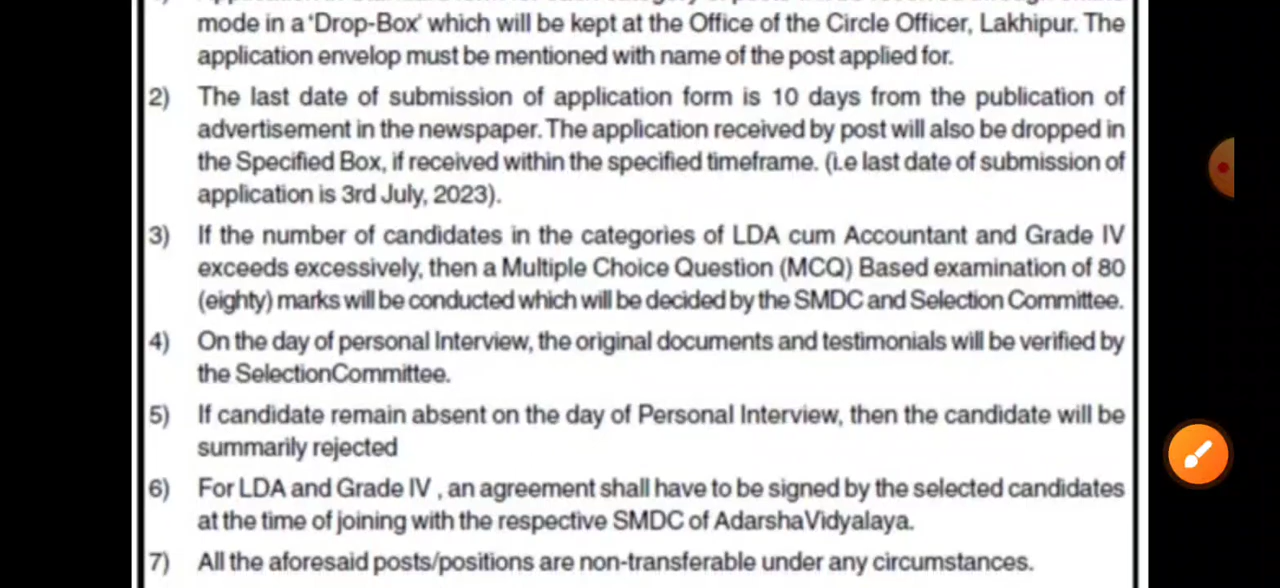 mode in a 'Drop-Box' which will be kept at the Office of the Circle Officer, Lakhipur. The
application envelop must be mentioned with name of the post applied for.
2) The last date of submission of application form is 10 days from the publication of
advertisement in the newspaper. The application received by post will also be dropped in
the Specified Box, if received within the specified timeframe. (i.e last date of submission of
application is 3rd July, 2023).
3) If the number of candidates in the categories of LDA cum Accountant and Grade IV
exceeds excessively, then a Multiple Choice Question (MCQ) Based examination of 80
(eighty) marks will be conducted which will be decided by the SMDC and Selection Committee.
4) On the day of personal Interview, the original documents and testimonials will be verified by
the SelectionCommittee.
5) If candidate remain absent on the day of Personal Interview, then the candidate will be
summarily rejected
6) For LDA and Grade IV , an agreement shall have to be signed by the selected candidates
at the time of joining with the respective SMDC of AdarshaVidyalaya.
7) All the aforesaid posts/positions are non-transferable under any circumstances.